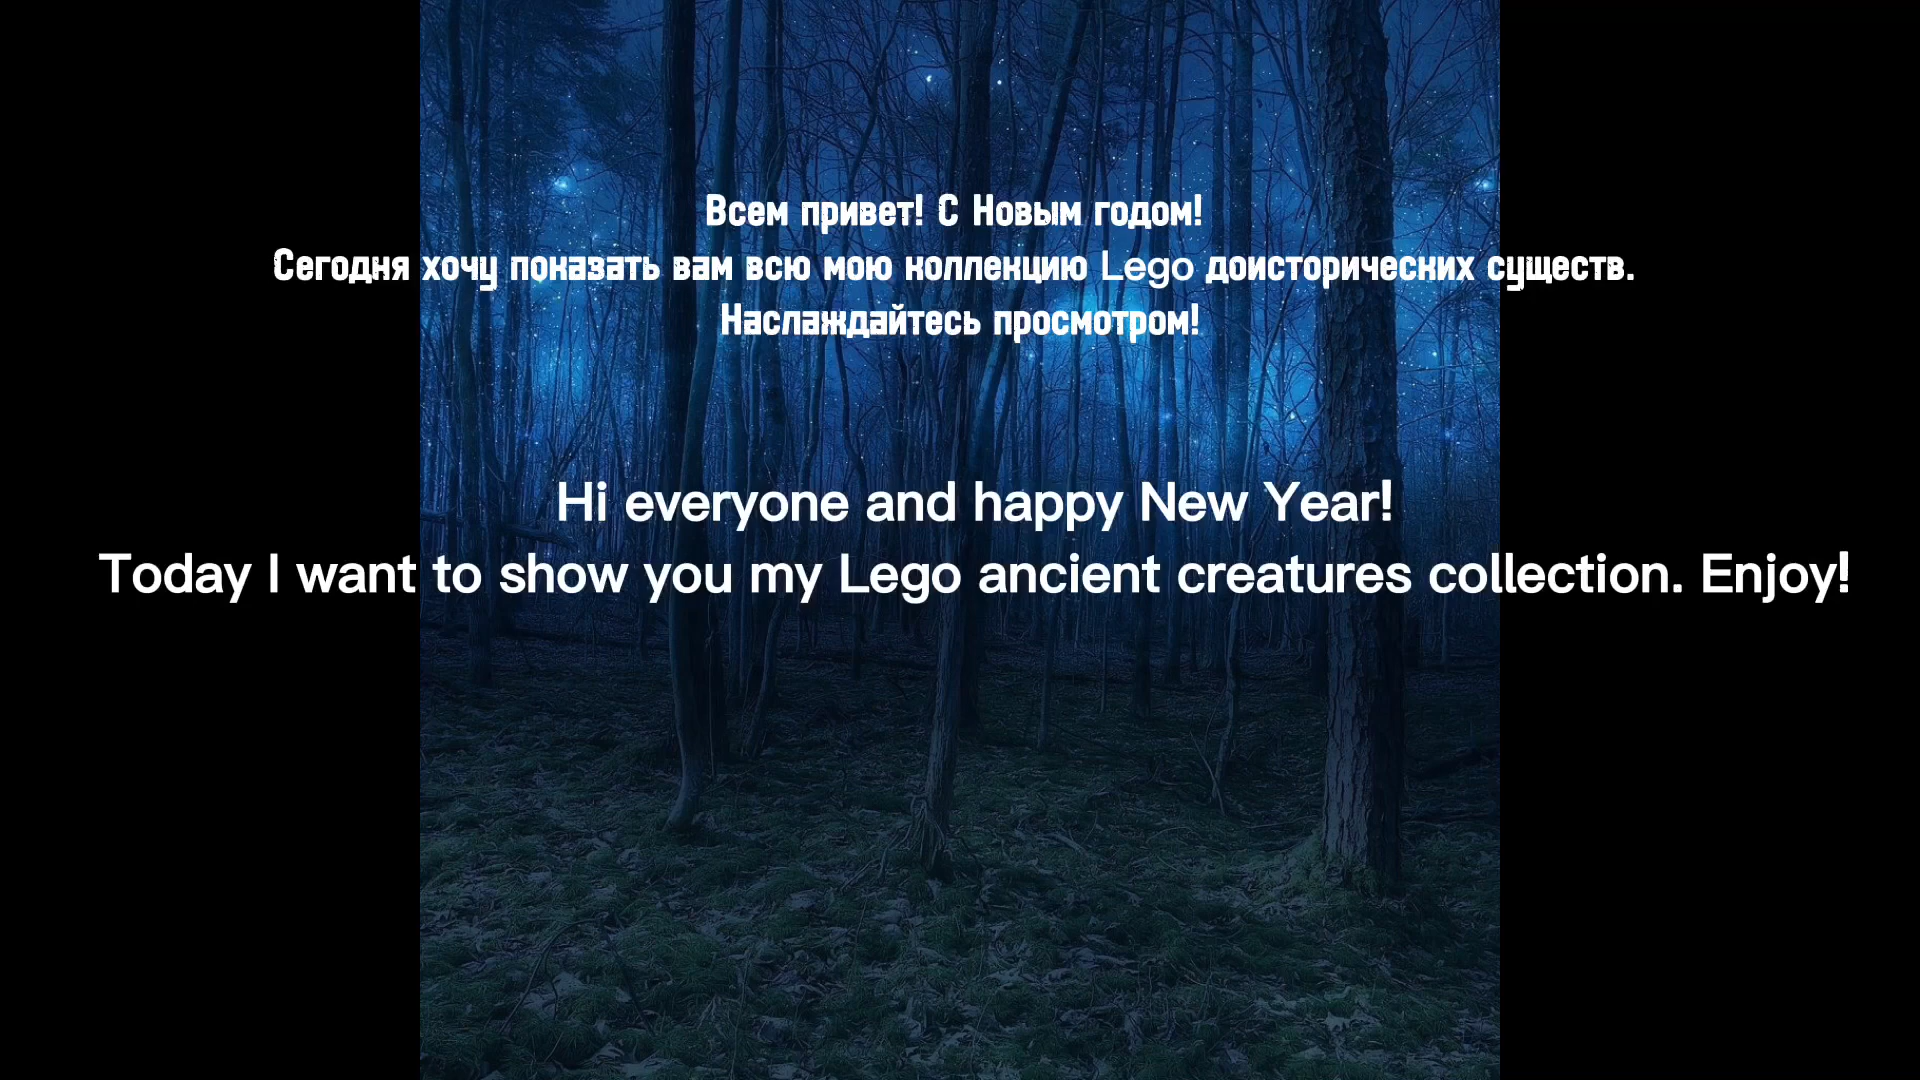 Всем привет! С Новым годом!
Сегодня хочу показать вам всю мою коллекцию Lego доисторических существ.
Наслаждайтесь просмотром!
Hi everyone and happy New Year!
Today I want to show you my Lego ancient creatures collection. Enjoy!